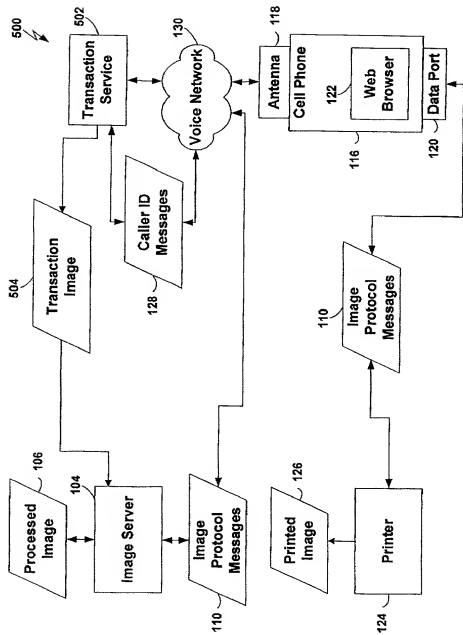 500
502
Transaction
Service
504
Transaction
Image
106
Processed
Image
104
Image Server
Image
Protocol
Messages
110
Caller ID
Messages
128
130
Voice Network
118
Antenna
Cell Phone
122
Web
Browser
116
Data Port
120
110
Image
Protocol
Messages
126
Printed
Image
Printer
124